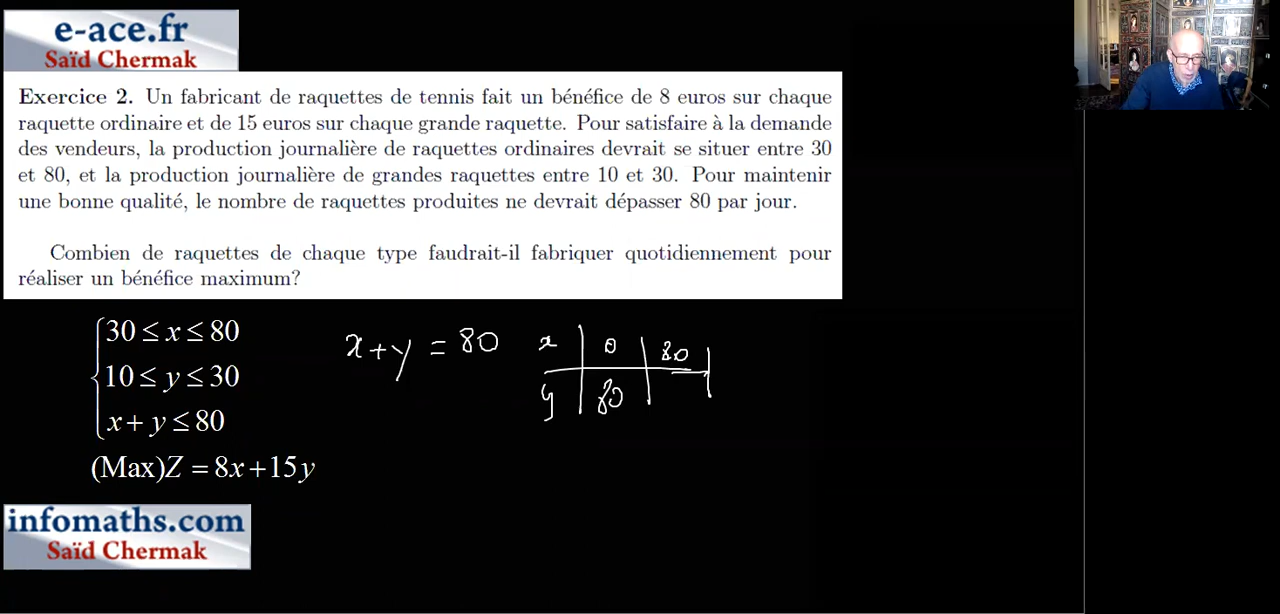 e-ace.fr
Saïd Chermak
Exercice 2. Un fabricant de raquettes de tennis fait un bénéfice de 8 euros sur chaque
raquette ordinaire et de 15 euros sur chaque grande raquette. Pour satisfaire à la demande
des vendeurs, la production journalière de raquettes ordinaires devrait se situer entre 30
et 80, et la production journalière de grandes raquettes entre 10 et 30. Pour maintenir
une bonne qualité, le nombre de raquettes produites ne devrait dépasser 80 par jour.
Combien de raquettes de chaque type faudrait-il fabriquer quotidiennement pour
réaliser un bénéfice maximum?
30 ≤ x ≤ 80
10 ≤ y ≤ 30
x + y ≤ 80
(Max)Z = 8x+15y
x+y = 80
x 0 80
y 80
infomaths.com
Saïd Chermak